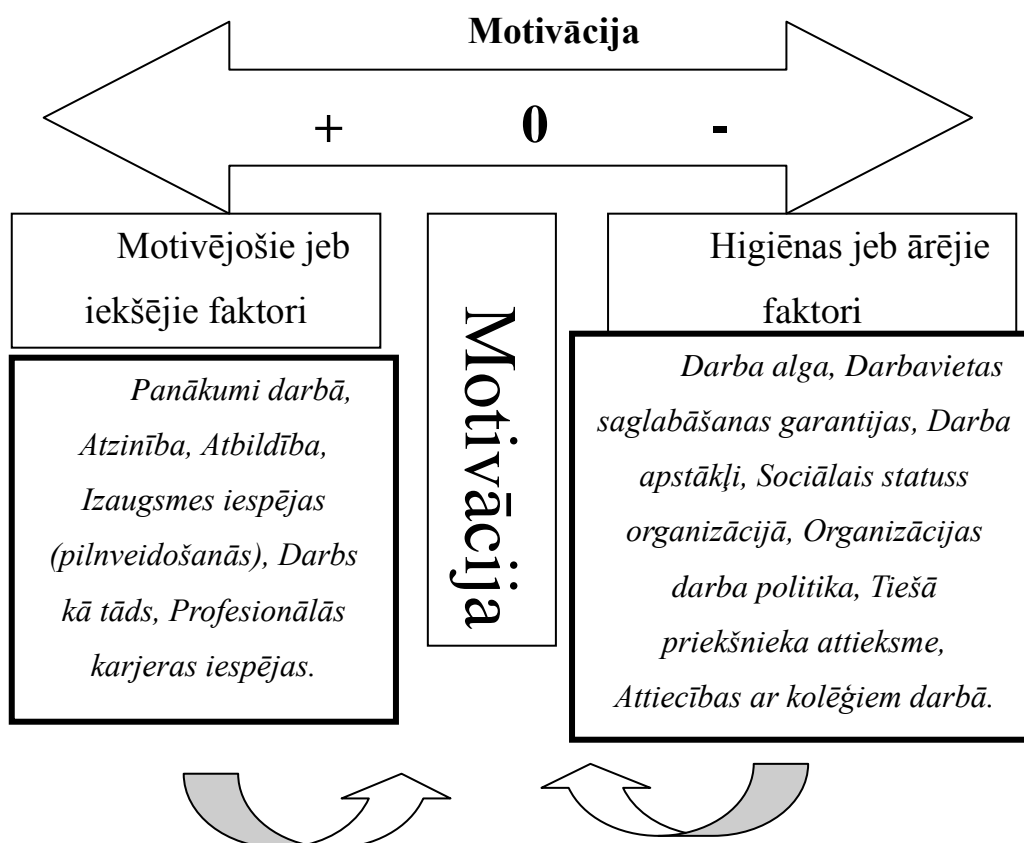 Motivācija
+ 0 -
Motivējošie jeb
iekšējie faktori
Panākumi darbā,
Atzinība, Atbildība,
Izaugsmes iespējas
(pilnveidošanās), Darbs
kā tāds, Profesionālās
karjeras iespējas.
Motivācija
Higiēnas jeb ārējie
faktori
Darba alga, Darbavietas
saglabāšanas garantijas, Darba
apstākļi, Sociālais statuss
organizācijā, Organizācijas
darba politika, Tiešā
priekšnieka attieksme,
Attiecības ar kolēģiem darbā.